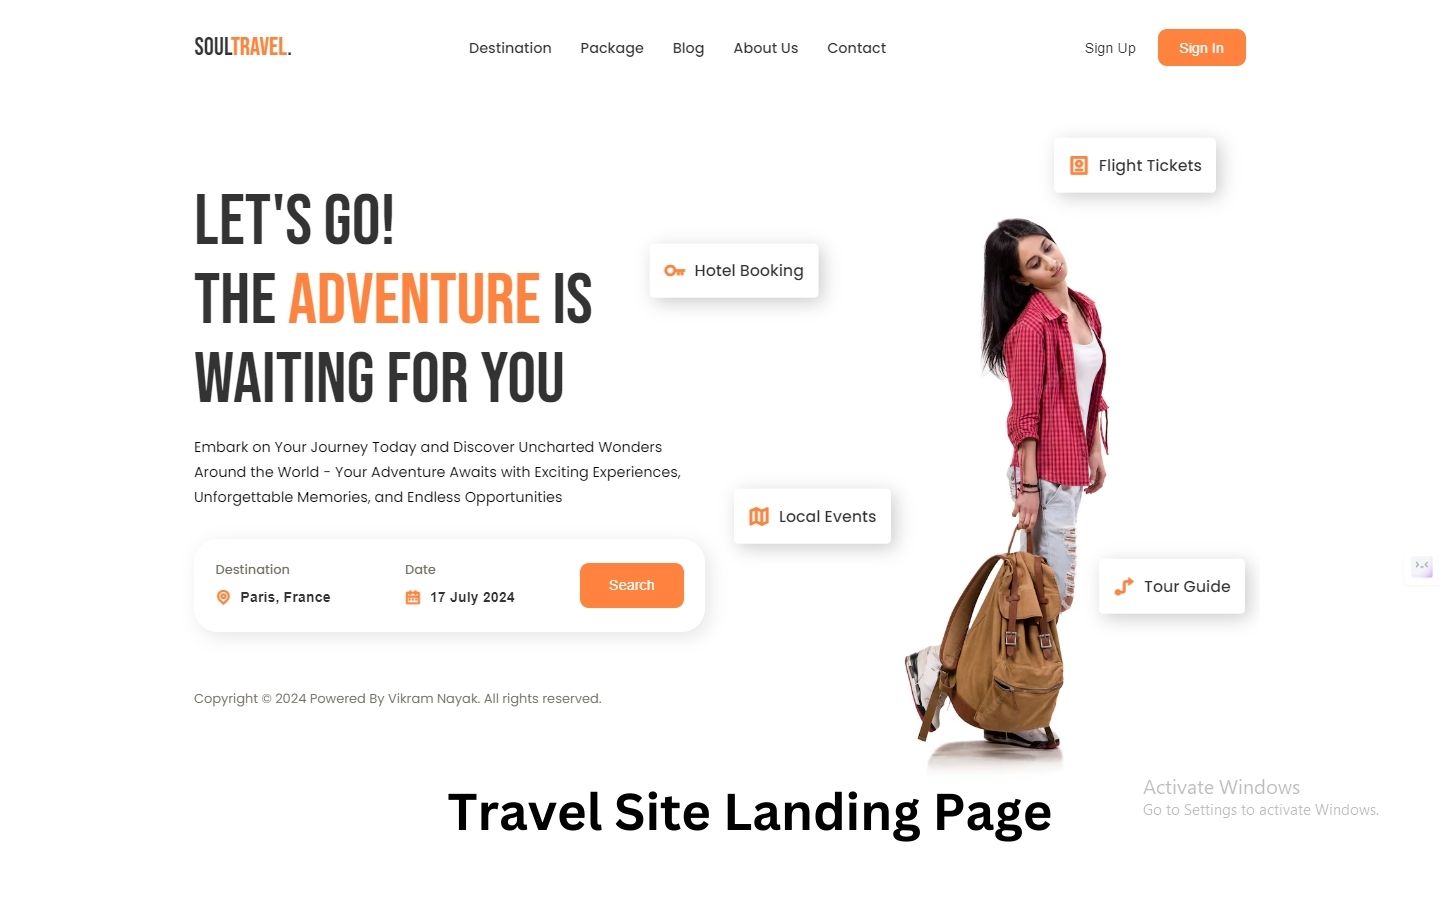 SOULTRAVEL.
Destination Package Blog About Us Contact
Sign Up Sign In
Flight Tickets
LET'S GO!
THE ADVENTURE IS
WAITING FOR YOU
Hotel Booking
Embark on Your Journey Today and Discover Uncharted Wonders
Around the World - Your Adventure Awaits with Exciting Experiences,
Unforgettable Memories, and Endless Opportunities
Local Events
Destination Date
Paris, France 17 July 2024
Search
Tour Guide
Copyright © 2024 Powered By Vikram Nayak. All rights reserved.
Travel Site Landing Page
Activate Windows
Go to Settings to activate Windows.